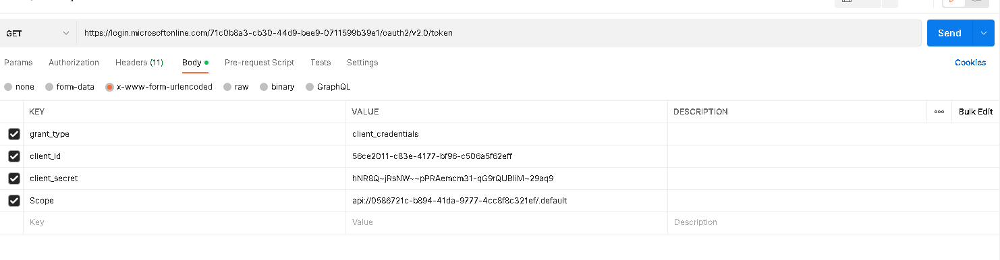 GET https://login.microsoftonline.com/71c0b8a3-cb30-44d9-bee9-0711599b39e1/oauth2/v2.0/token Send
Params Authorization Headers (11) Body Pre-request Script Tests Settings Cookies
none form-data x-www-form-urlencoded raw binary GraphQL
KEY VALUE DESCRIPTION Bulk Edit
grant_type client_credentials
client_id 56ce2011-c83e-4177-bf96-c506a5f62eff
client_secret hNR8Q~jRsNW~~pPRAemcm31-qG9rQUBliM~29aq9
Scope api://0586721c-b894-41da-9777-4cc8f8c321ef/.default
Key Value Description